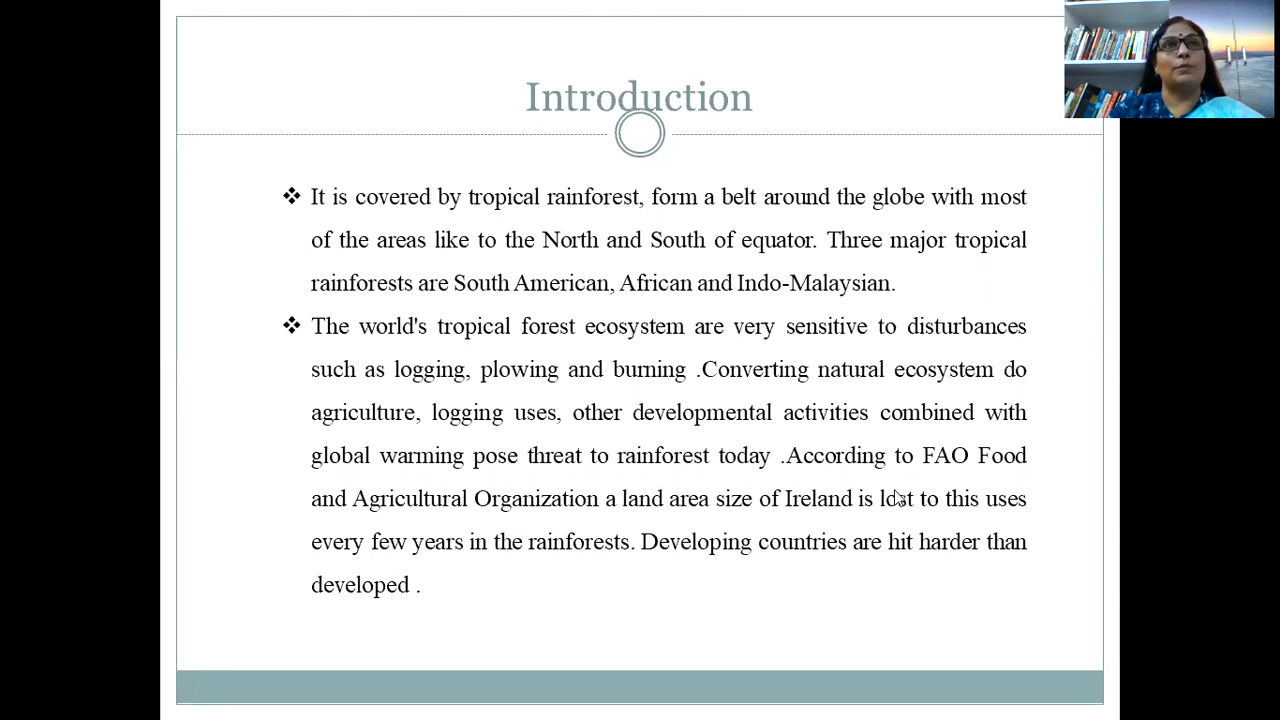 Introduction
❖ It is covered by tropical rainforest, form a belt around the globe with most
of the areas like to the North and South of equator. Three major tropical
rainforests are South American, African and Indo-Malaysian.
❖ The world's tropical forest ecosystem are very sensitive to disturbances
such as logging, plowing and burning .Converting natural ecosystem do
agriculture, logging uses, other developmental activities combined with
global warming pose threat to rainforest today .According to FAO Food
and Agricultural Organization a land area size of Ireland is lost to this uses
every few years in the rainforests. Developing countries are hit harder than
developed .